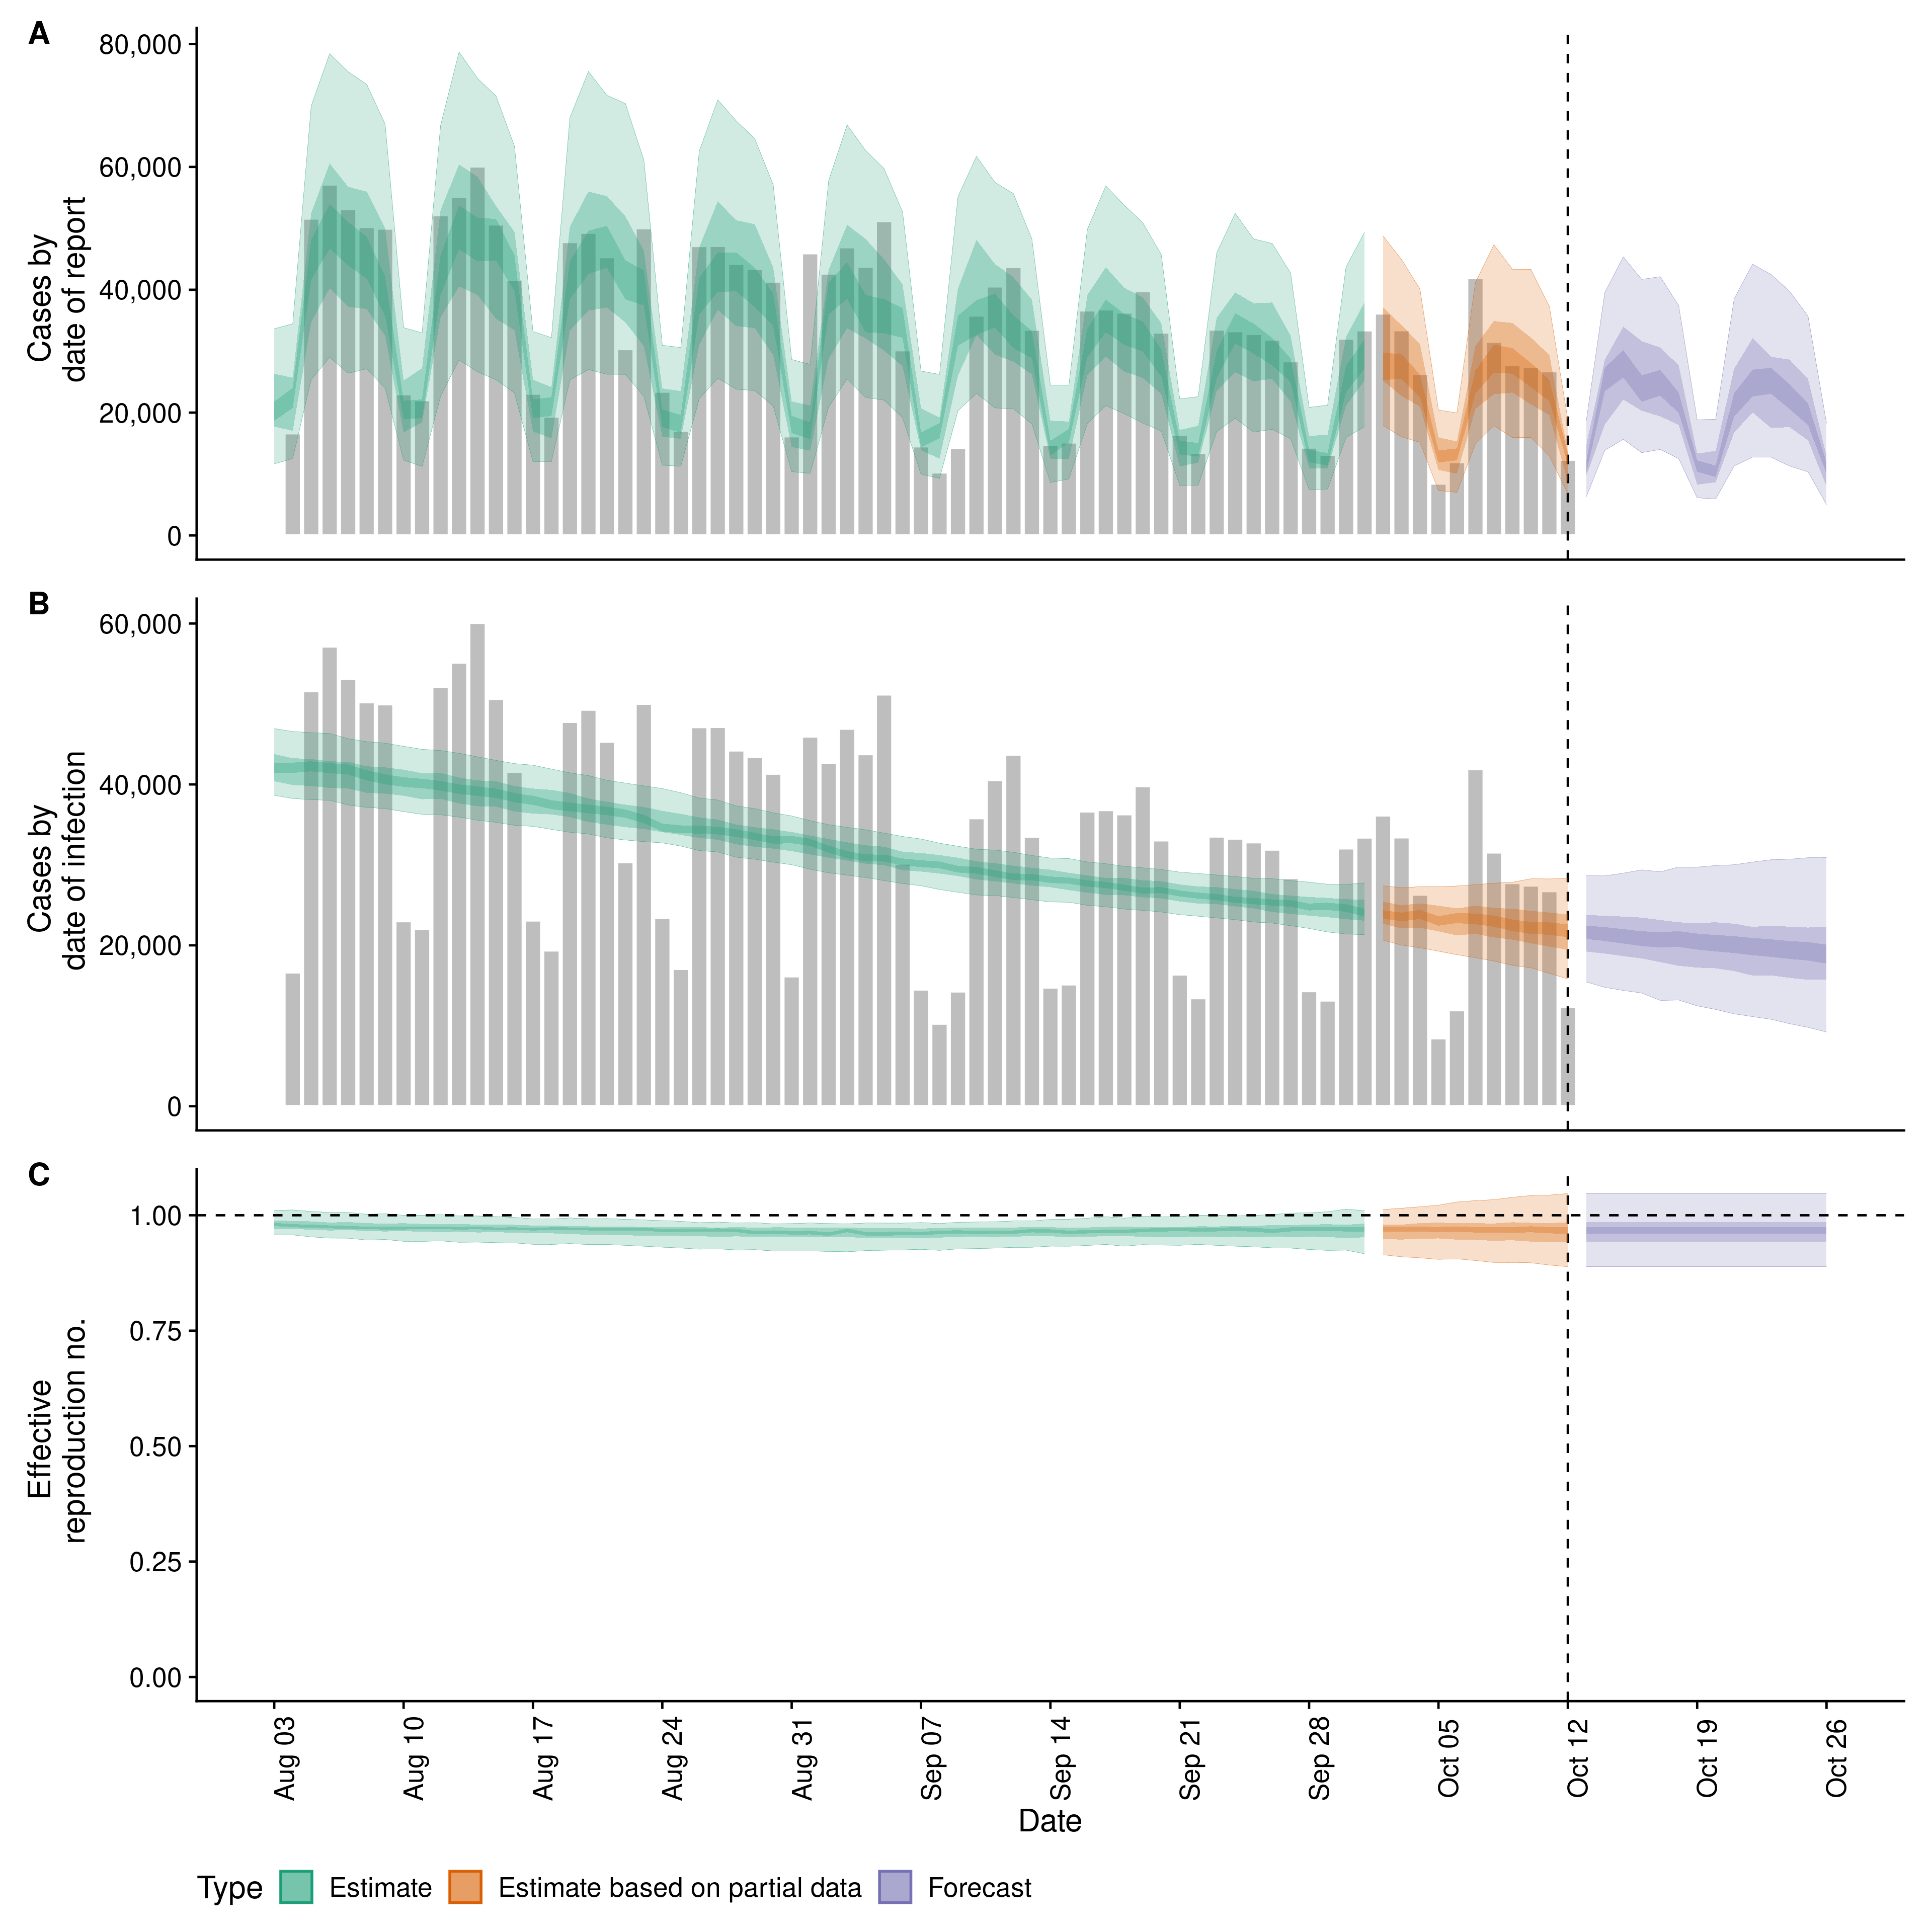 A
80,000
60,000
40,000
20,000
0
Cases by
date of report
B
60,000
40,000
20,000
0
Cases by
date of infection
C
1.00
0.75
0.50
0.25
0.00
Effective
reproduction no.
Aug 03
Aug 10
Aug 17
Aug 24
Aug 31
Sep 07
Sep 14
Sep 21
Sep 28
Oct 05
Oct 12
Oct 19
Oct 26
Date
Type Estimate Estimate based on partial data Forecast